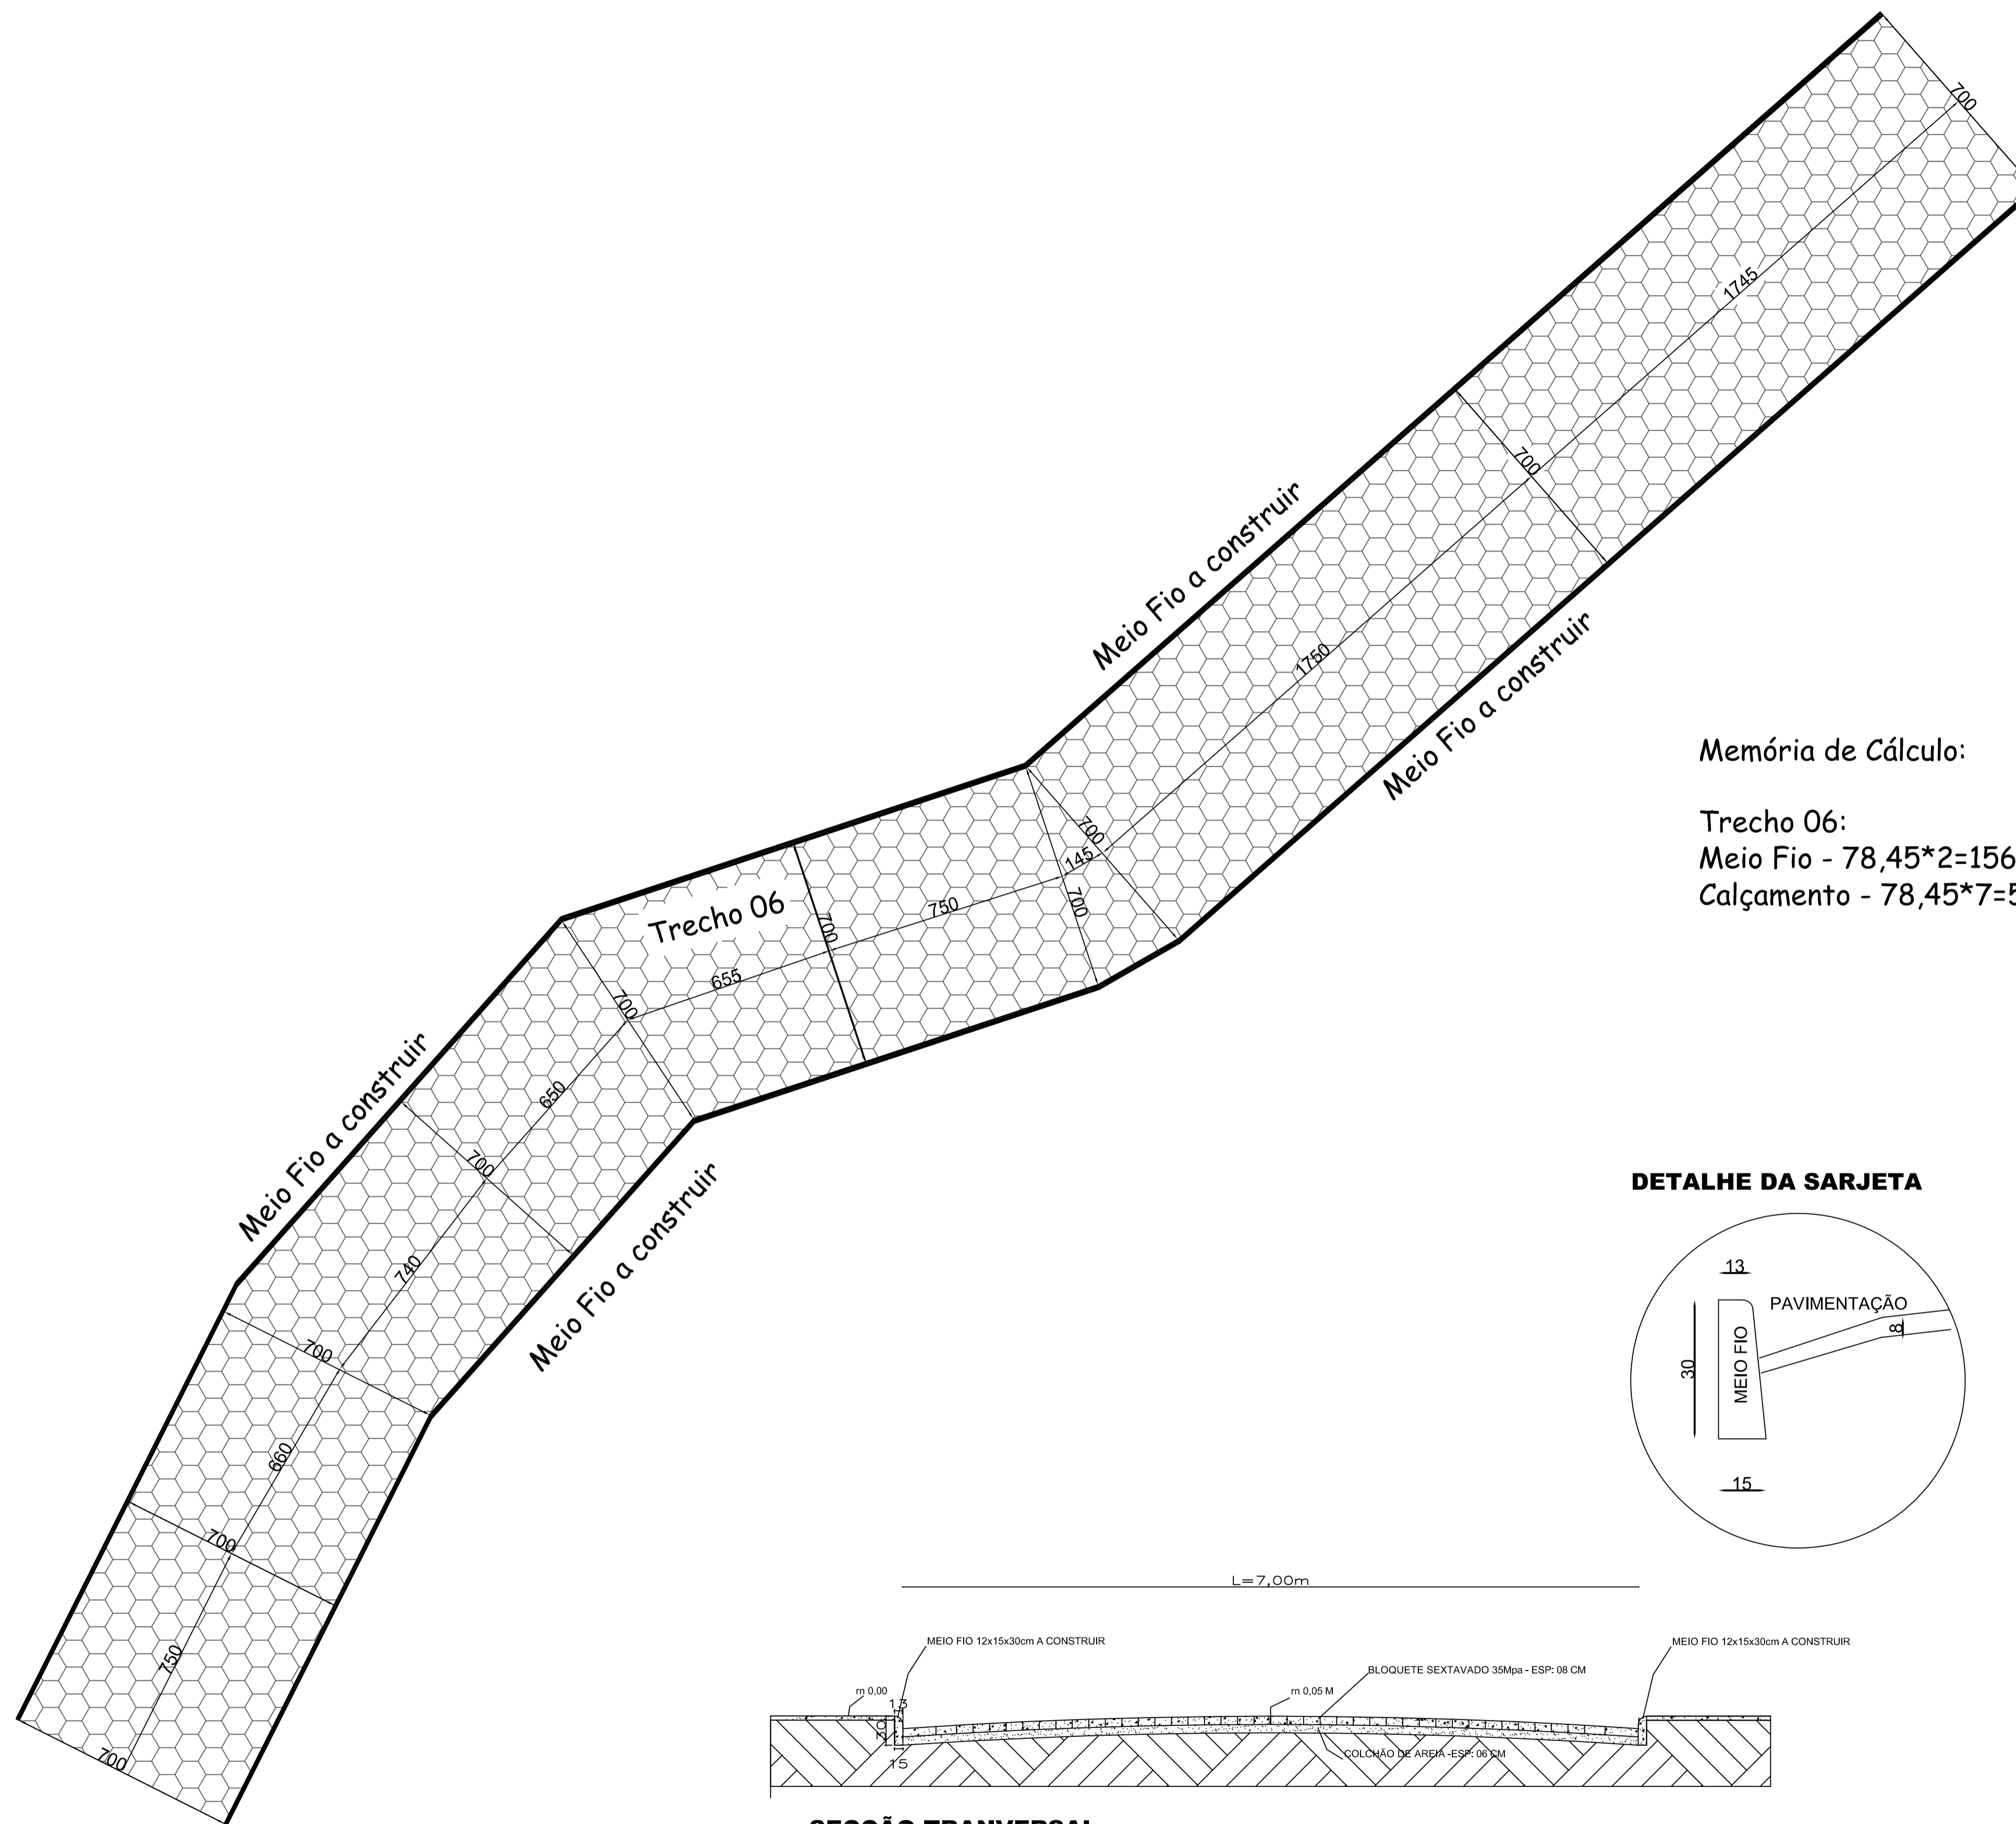 700
1745
700
Meio Fio a construir
1750
Meio Fio a construir
Memória de Cálculo:
Trecho 06:
Meio Fio - 78,45*2=156
Calçamento - 78,45*7=5
700
145
700
750
Trecho 06
700
655
700
650
Meio Fio a construir
700
Meio Fio a construir
740
700
660
700
750
700
DETALHE DA SARJETA
13
PAVIMENTAÇÃO
8
MEIO FIO
30
15
L=7,00m
MEIO FIO 12x15x30cm A CONSTRUIR
MEIO FIO 12x15x30cm A CONSTRUIR
BLOQUETE SEXTAVADO 35Mpa - ESP: 08 CM
rn 0,00
rn 0,05 M
13
COLCHÃO DE AREIA -ESP: 06 CM
15
SECÇÃO TRANVERSAL